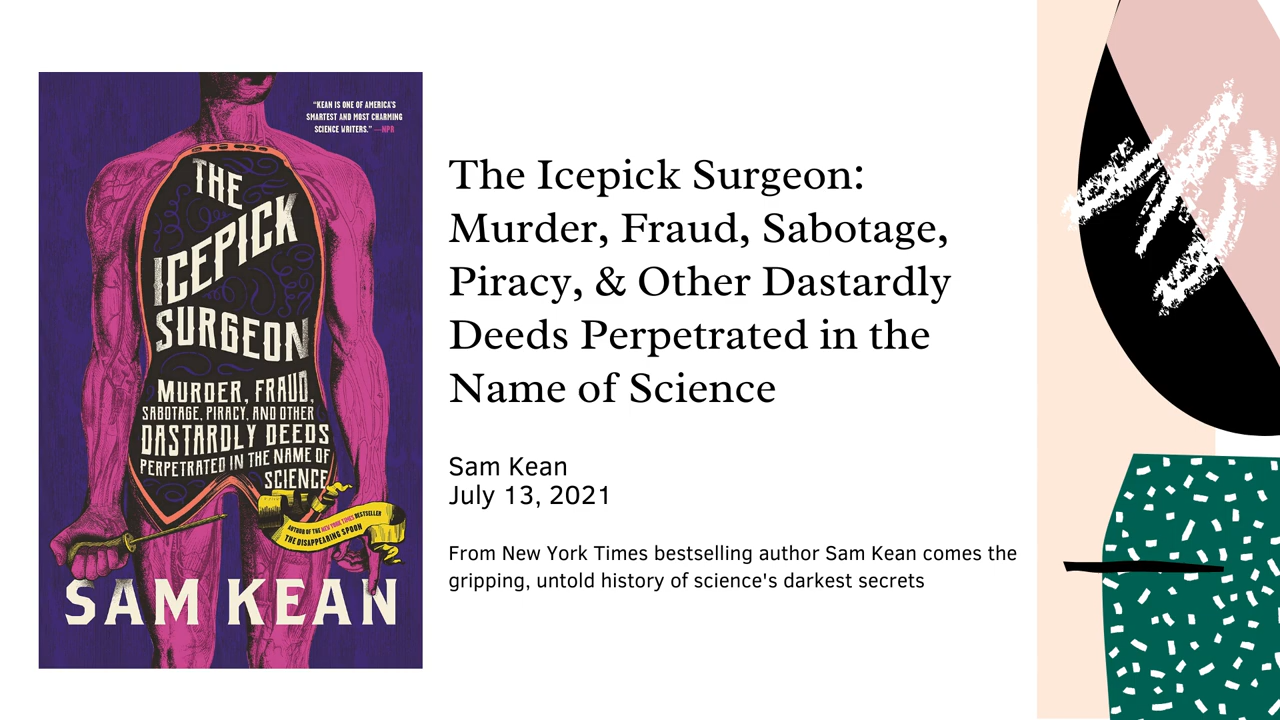 "KEAN IS ONE OF AMERICA'S
SMARTEST AND MOST CHARMING
SCIENCE WRITERS." —NPR
THE
ICEPICK
SURGEON
MURDER, FRAUD,
SABOTAGE, PIRACY, AND OTHER
DASTARDLY DEEDS
PERPETRATED IN THE NAME OF
SCIENCE
AUTHOR OF THE NEW YORK TIMES BESTSELLER
THE DISAPPEARING SPOON
SAM KEAN
The Icepick Surgeon:
Murder, Fraud, Sabotage,
Piracy, & Other Dastardly
Deeds Perpetrated in the
Name of Science
Sam Kean
July 13, 2021
From New York Times bestselling author Sam Kean comes the
gripping, untold history of science's darkest secrets